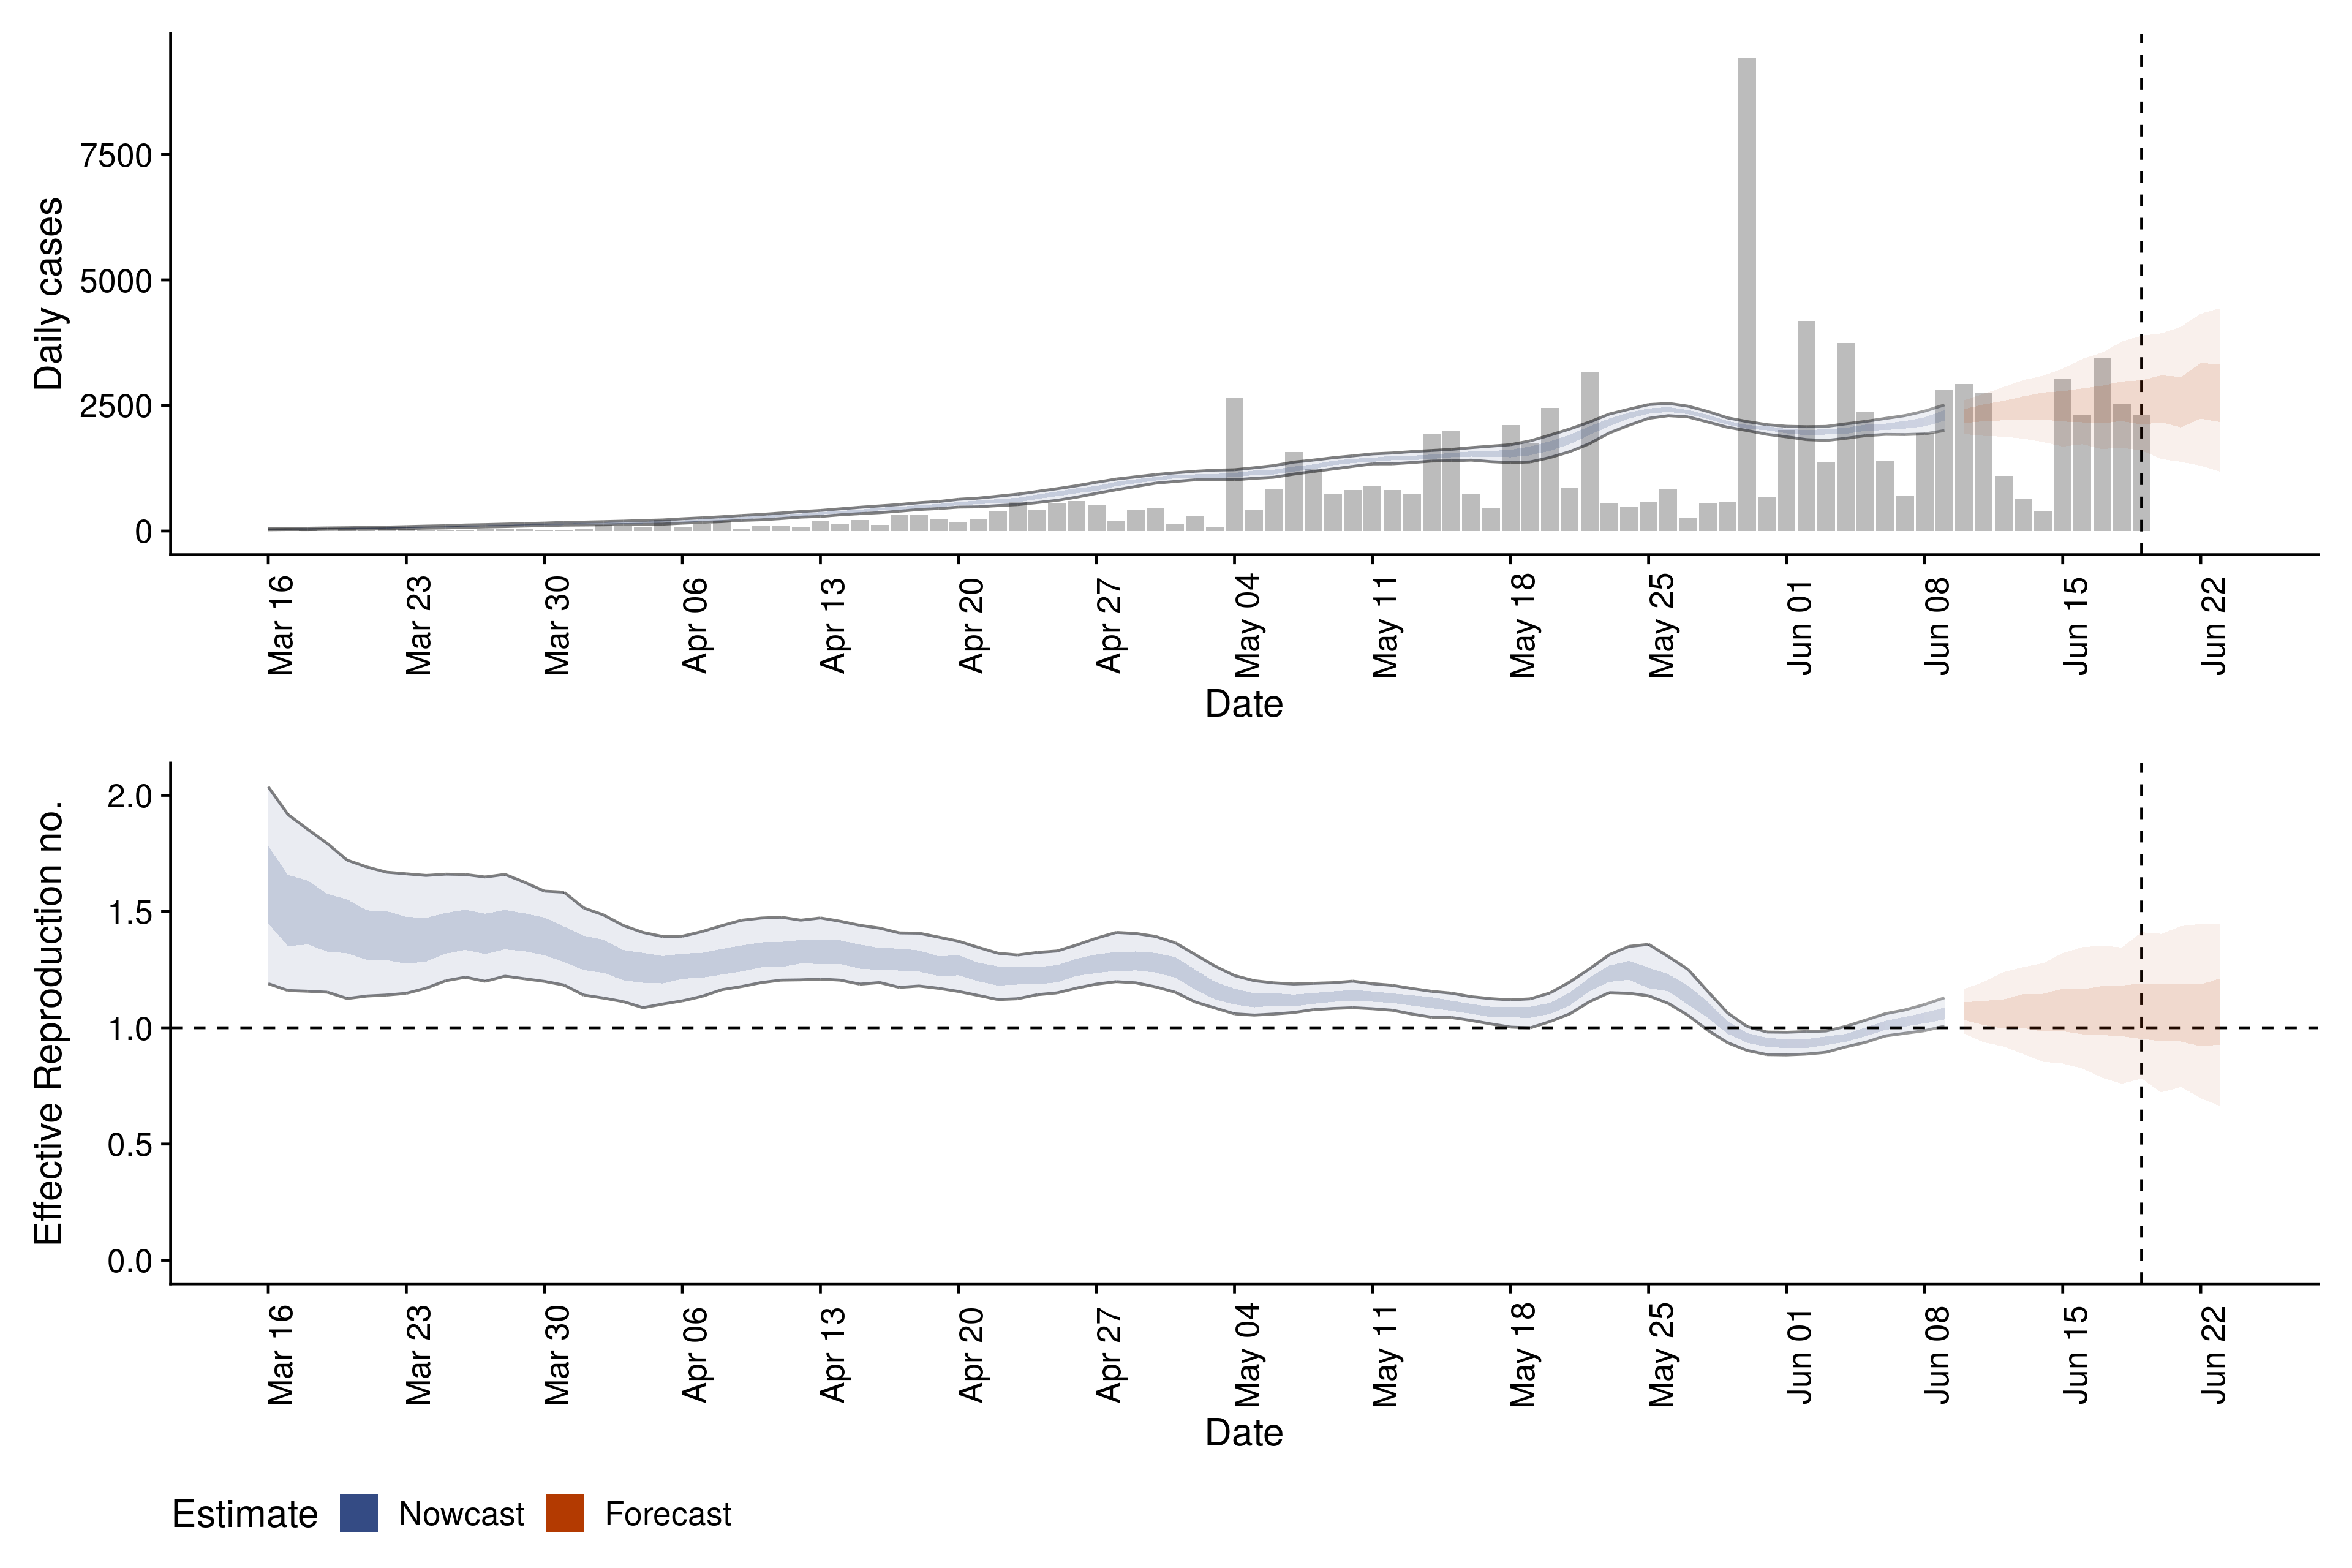 Daily cases
7500
5000
2500
0
Mar 16
Mar 23
Mar 30
Apr 06
Apr 13
Apr 20
Apr 27
May 04
May 11
May 18
May 25
Jun 01
Jun 08
Jun 15
Jun 22
Date
Effective Reproduction no.
2.0
1.5
1.0
0.5
0.0
Mar 16
Mar 23
Mar 30
Apr 06
Apr 13
Apr 20
Apr 27
May 04
May 11
May 18
May 25
Jun 01
Jun 08
Jun 15
Jun 22
Date
Estimate Nowcast Forecast